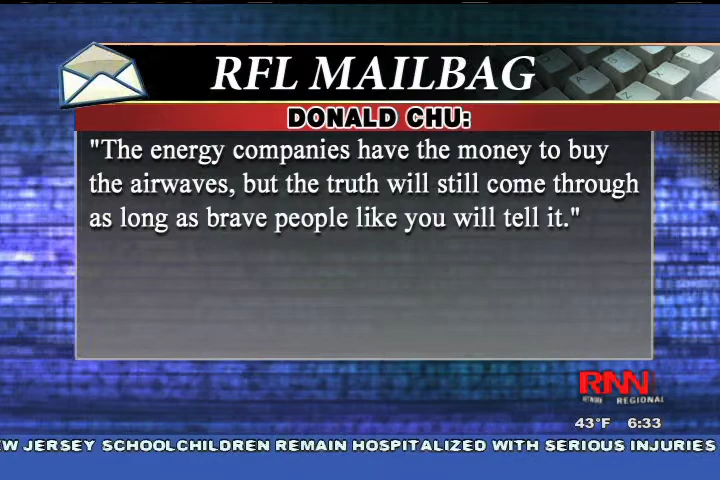 RFL MAILBAG
DONALD CHU:
"The energy companies have the money to buy
the airwaves, but the truth will still come through
as long as brave people like you will tell it."
RNN
NETWORK REGIONAL
43°F 6:33
EW JERSEY SCHOOLCHILDREN REMAIN HOSPITALIZED WITH SERIOUS INJURIES